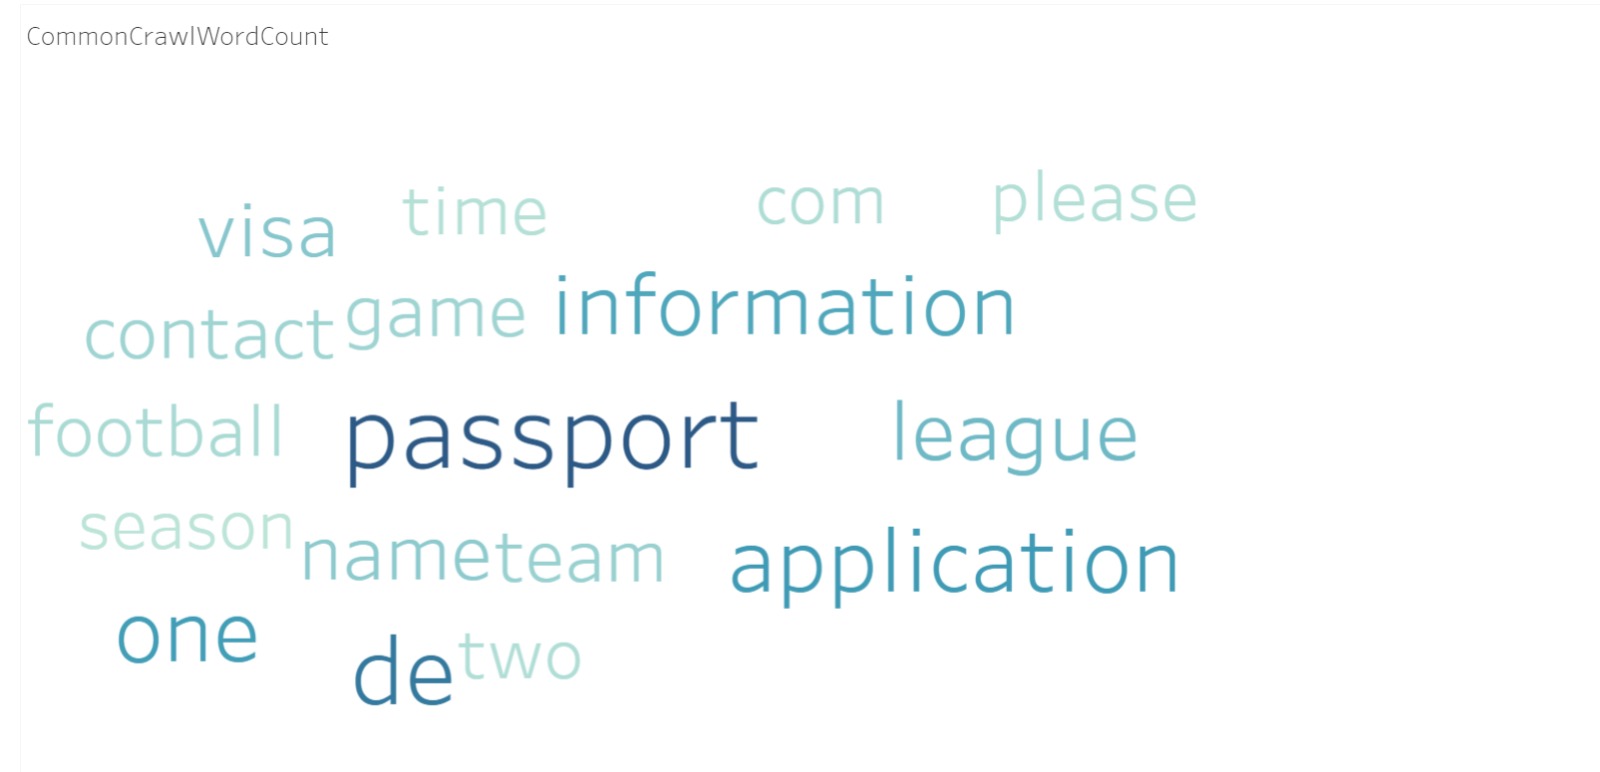 CommonCrawlWordCount
visa time com please
contact game information
football passport league
season name team application
one de two